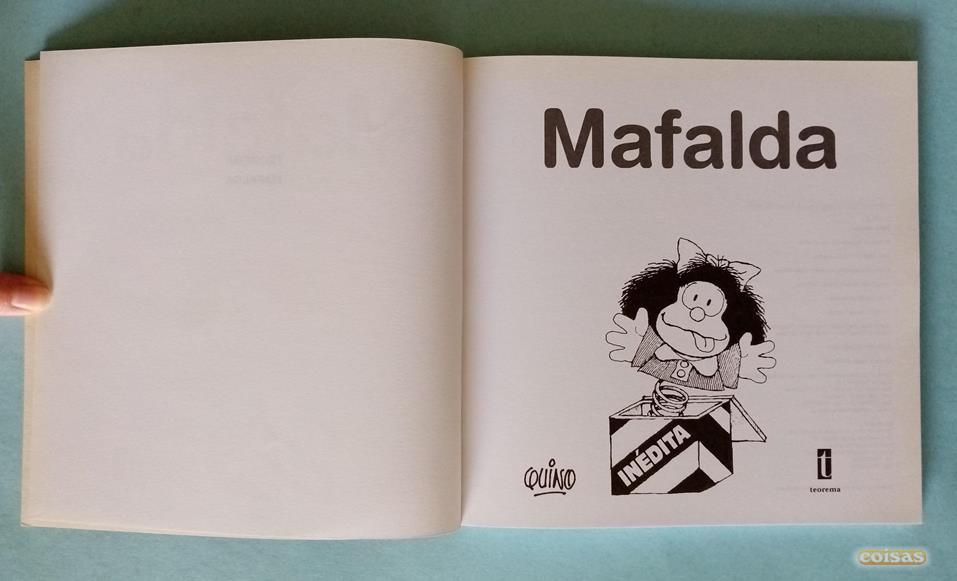 Mafalda
INÉDITA
QUINO
teorema
coisas